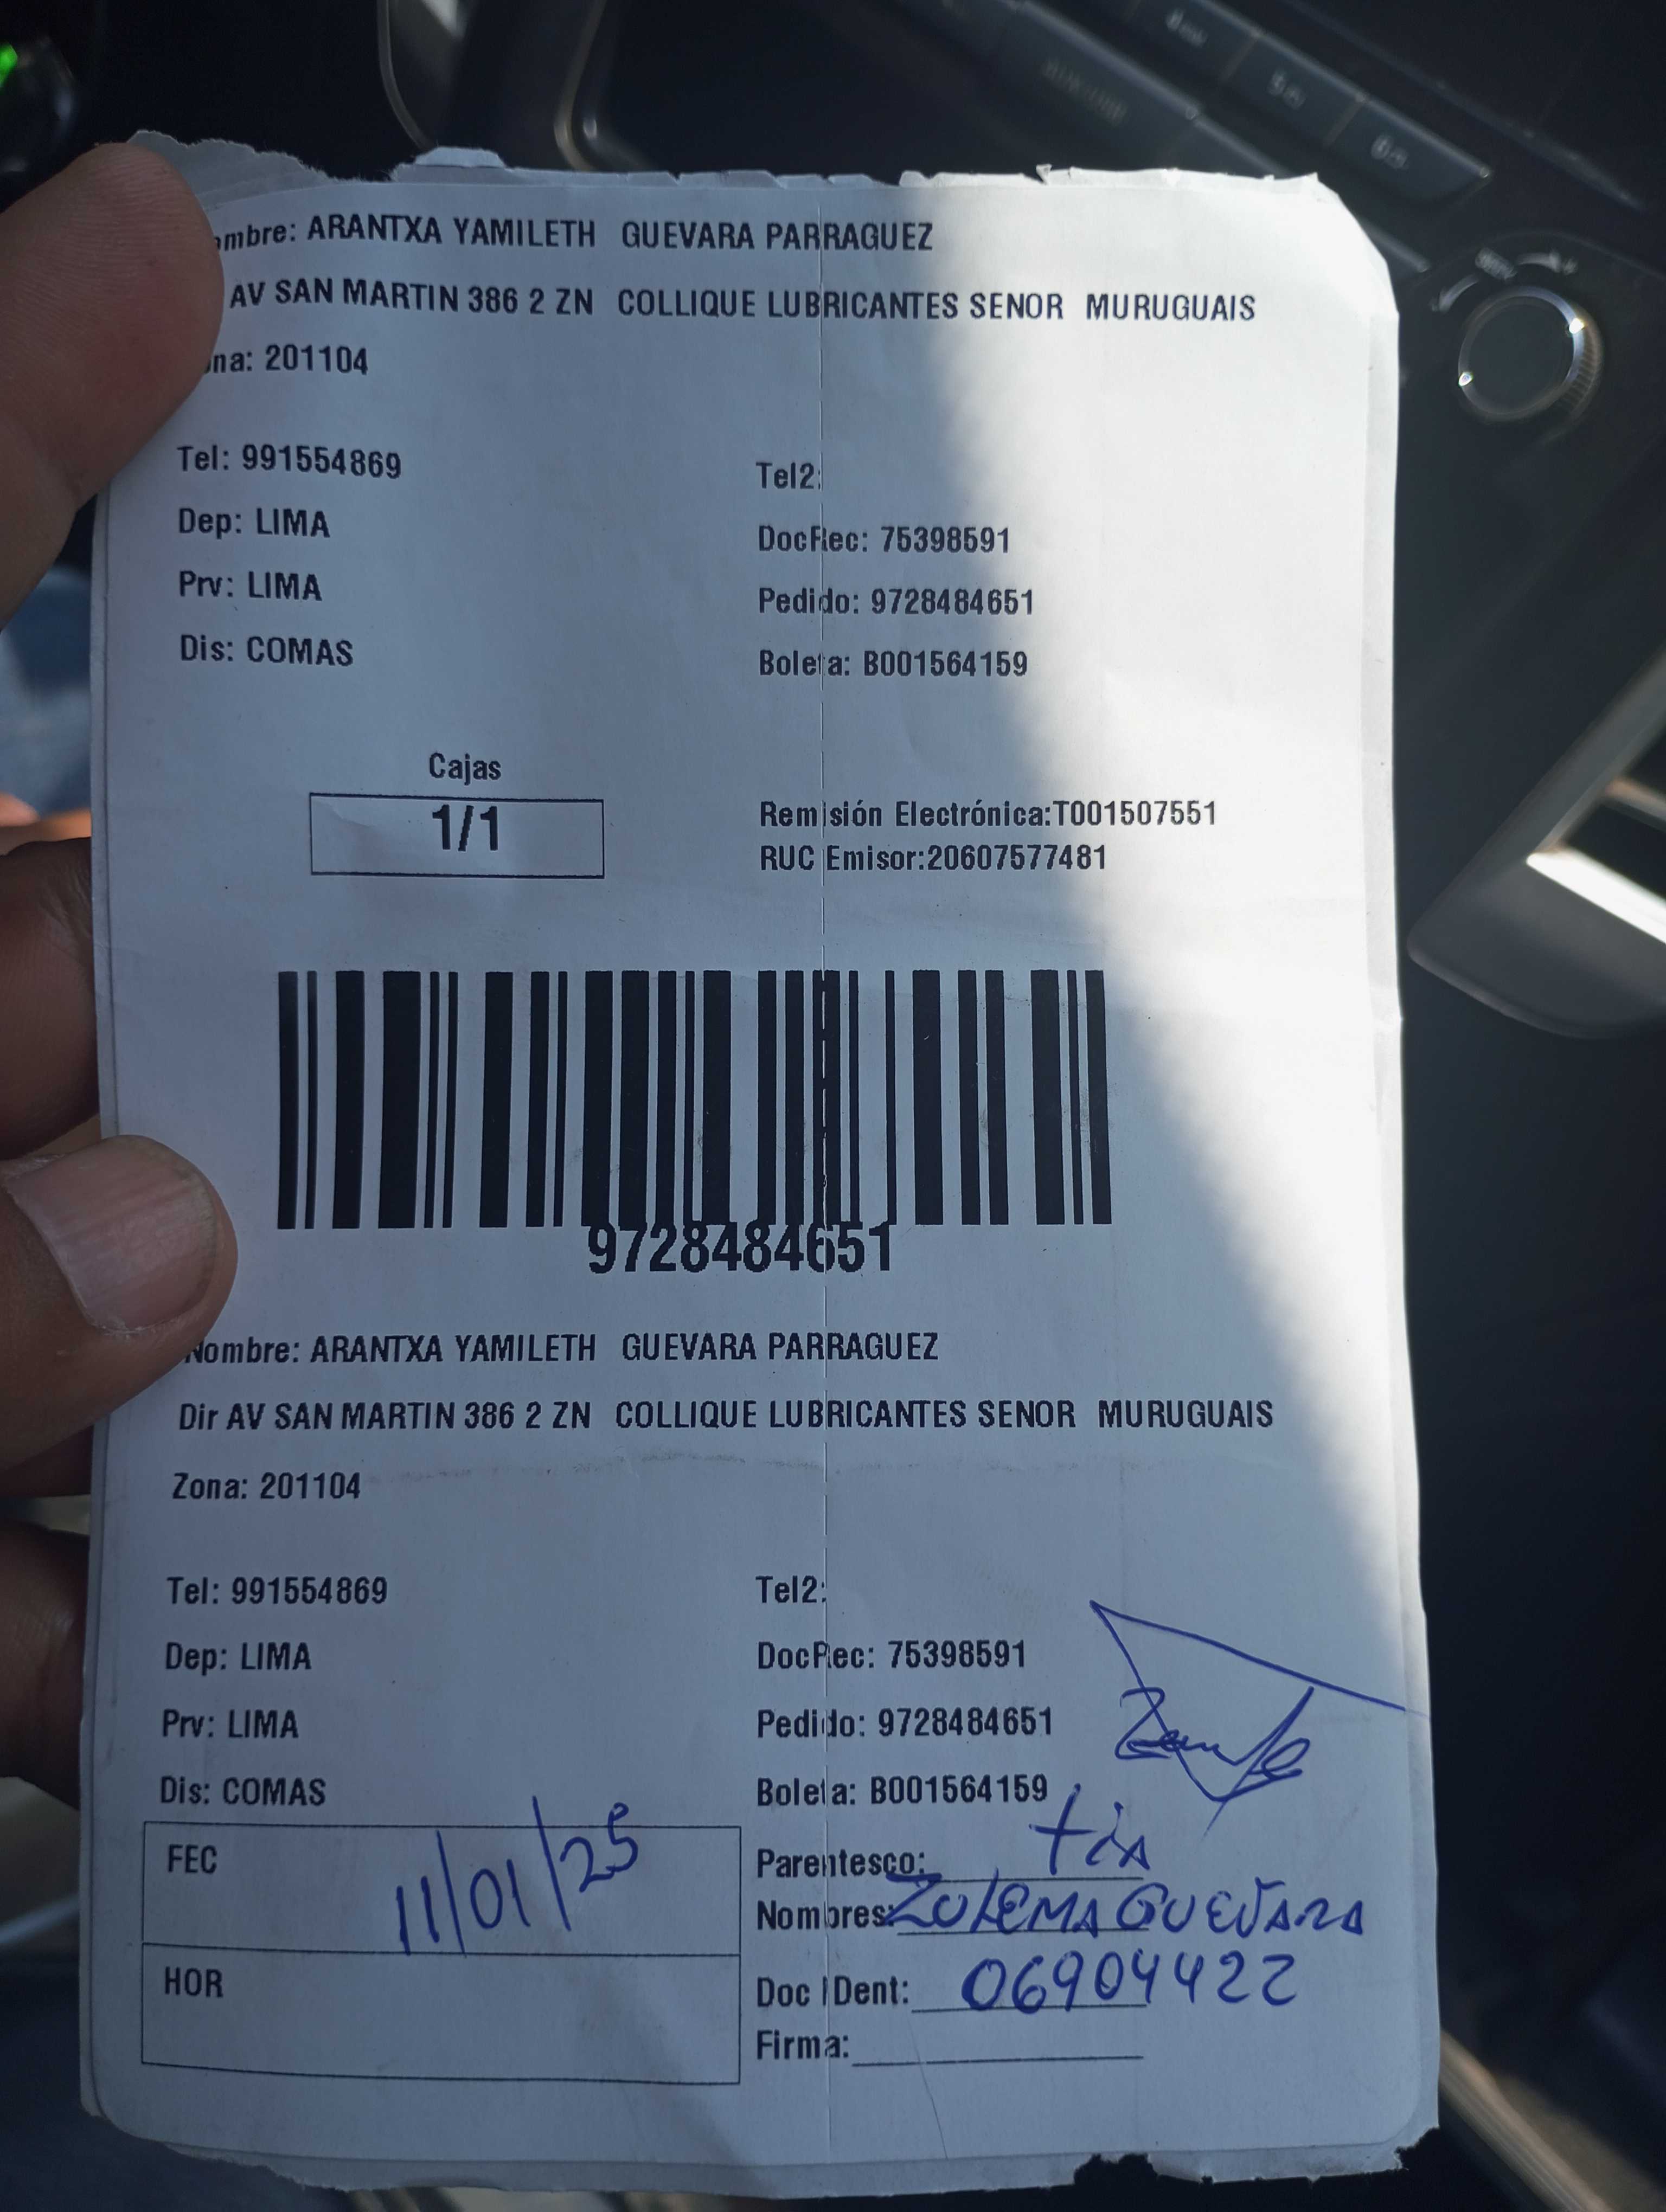 ombre: ARANTXA YAMILETH GUEVARA PARRAGUEZ
AV SAN MARTIN 386 2 ZN COLLIQUE LUBRICANTES SENOR MURUGUAIS
na: 201104
Tel: 991554869 Tel2:
Dep: LIMA DocRec: 75398591
Prv: LIMA Pedido: 9728484651
Dis: COMAS Boleta: B001564159
Cajas
1/1
Remisión Electrónica:T001507551
RUC Emisor:20607577481
9728484651
Nombre: ARANTXA YAMILETH GUEVARA PARRAGUEZ
Dir AV SAN MARTIN 386 2 ZN COLLIQUE LUBRICANTES SENOR MURUGUAIS
Zona: 201104
Tel: 991554869 Tel2:
Dep: LIMA DocRec: 75398591
Prv: LIMA Pedido: 9728484651
Dis: COMAS Boleta: B001564159
FEC 11/01/25
HOR
Parentesco: tia
Nombres: ZULEMA GUEVARA
Doc IDent: 06904422
Firma: